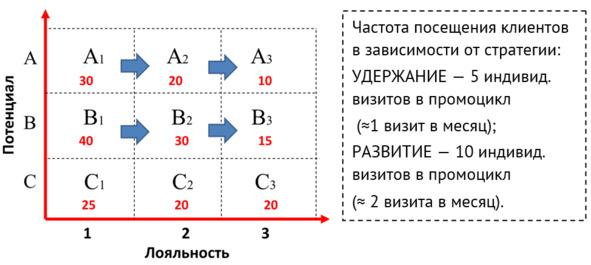 Потенциал
A
A1
A2
A3
30
20
10
B
B1
B2
B3
40
30
15
C
C1
C2
C3
25
20
20
1
2
3
Лояльность
Частота посещения клиентов
в зависимости от стратегии:
УДЕРЖАНИЕ — 5 индивид.
визитов в промоцикл
(≈1 визит в месяц);
РАЗВИТИЕ — 10 индивид.
визитов в промоцикл
(≈ 2 визита в месяц).